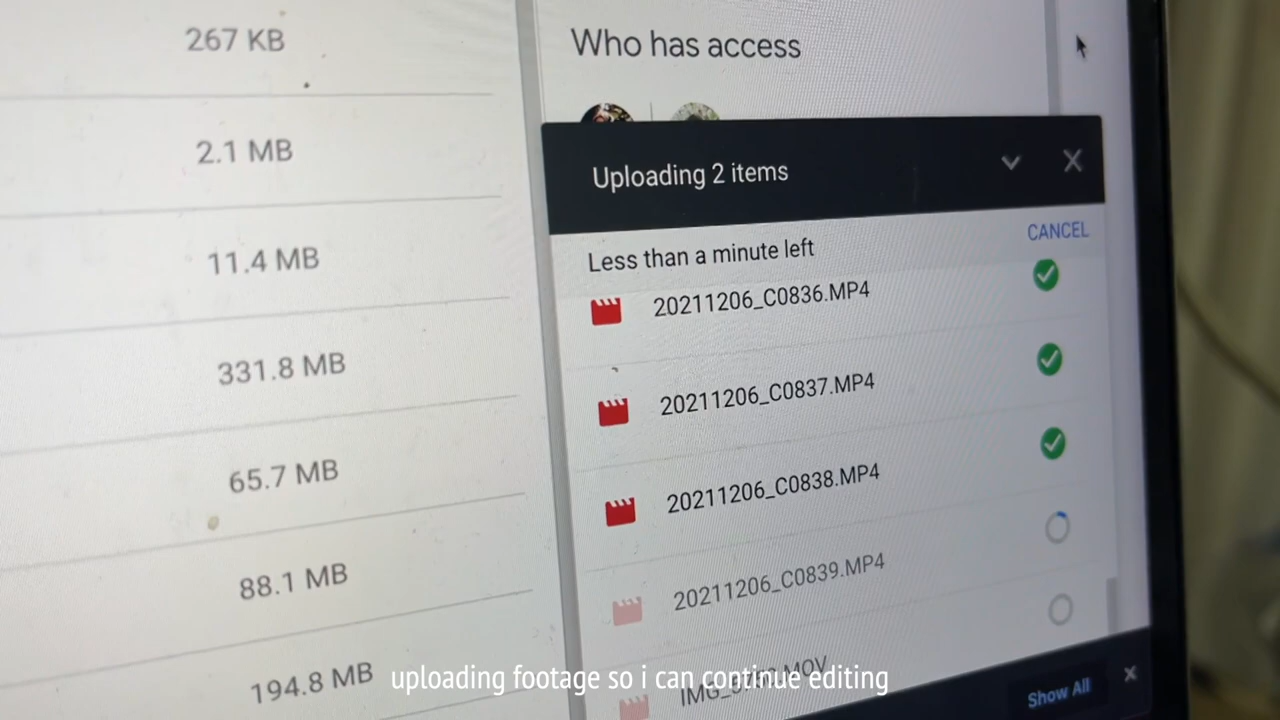 267 KB
2.1 MB
11.4 MB
331.8 MB
65.7 MB
88.1 MB
194.8 MB
Who has access
Uploading 2 items
Less than a minute left
CANCEL
20211206_C0836.MP4
20211206_C0837.MP4
20211206_C0838.MP4
20211206_C0839.MP4
Show All
uploading footage so i can continue editing